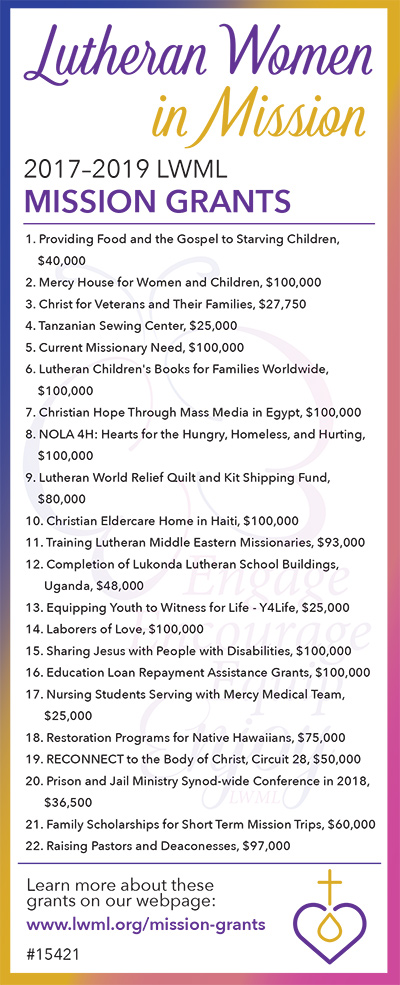 Lutheran Women
in Mission
2017–2019 LWML
MISSION GRANTS
1. Providing Food and the Gospel to Starving Children,
$40,000
2. Mercy House for Women and Children, $100,000
3. Christ for Veterans and Their Families, $27,750
4. Tanzanian Sewing Center, $25,000
5. Current Missionary Need, $100,000
6. Lutheran Children's Books for Families Worldwide,
$100,000
7. Christian Hope Through Mass Media in Egypt, $100,000
8. NOLA 4H: Hearts for the Hungry, Homeless, and Hurting,
$100,000
9. Lutheran World Relief Quilt and Kit Shipping Fund,
$80,000
10. Christian Eldercare Home in Haiti, $100,000
11. Training Lutheran Middle Eastern Missionaries, $93,000
12. Completion of Lukonda Lutheran School Buildings,
Uganda, $48,000
13. Equipping Youth to Witness for Life - Y4Life, $25,000
14. Laborers of Love, $100,000
15. Sharing Jesus with People with Disabilities, $100,000
16. Education Loan Repayment Assistance Grants, $100,000
17. Nursing Students Serving with Mercy Medical Team,
$25,000
18. Restoration Programs for Native Hawaiians, $75,000
19. RECONNECT to the Body of Christ, Circuit 28, $50,000
20. Prison and Jail Ministry Synod-wide Conference in 2018,
$36,500
21. Family Scholarships for Short Term Mission Trips, $60,000
22. Raising Pastors and Deaconesses, $97,000
Engage
Encourage
Equip
Enjoy
LWML
Learn more about these
grants on our webpage:
www.lwml.org/mission-grants
#15421